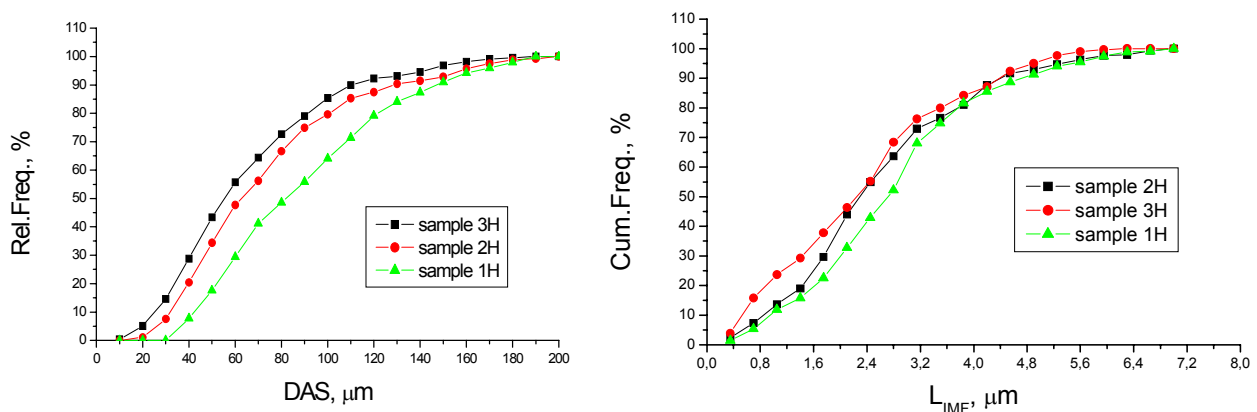 110
100
90
80
70
60
50
40
30
20
10
0
Rel.Freq., %
0 20 40 60 80 100 120 140 160 180 200
DAS, μm
sample 3H
sample 2H
sample 1H
110
100
90
80
70
60
50
40
30
20
10
0
Cum.Freq., %
0,0 0,8 1,6 2,4 3,2 4,0 4,8 5,6 6,4 7,2 8,0
L_IMF, μm
sample 2H
sample 3H
sample 1H